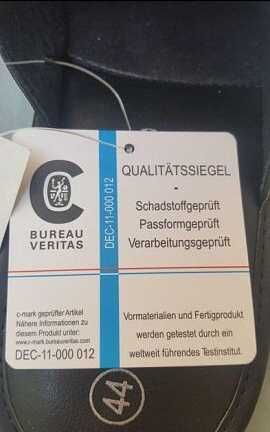 BUREAU
VERITAS
DEC-11-000 012
QUALITÄTSSIEGEL
-
Schadstoffgeprüft
Passformgeprüft
Verarbeitungsgeprüft
c-mark geprüfter Artikel
Nähere Informationen zu
diesem Produkt unter:
www.c-mark.bureauveritas.com
DEC-11-000 012
Vormaterialien und Fertigprodukt
werden getestet durch ein
weltweit führendes Testinstitut.
44